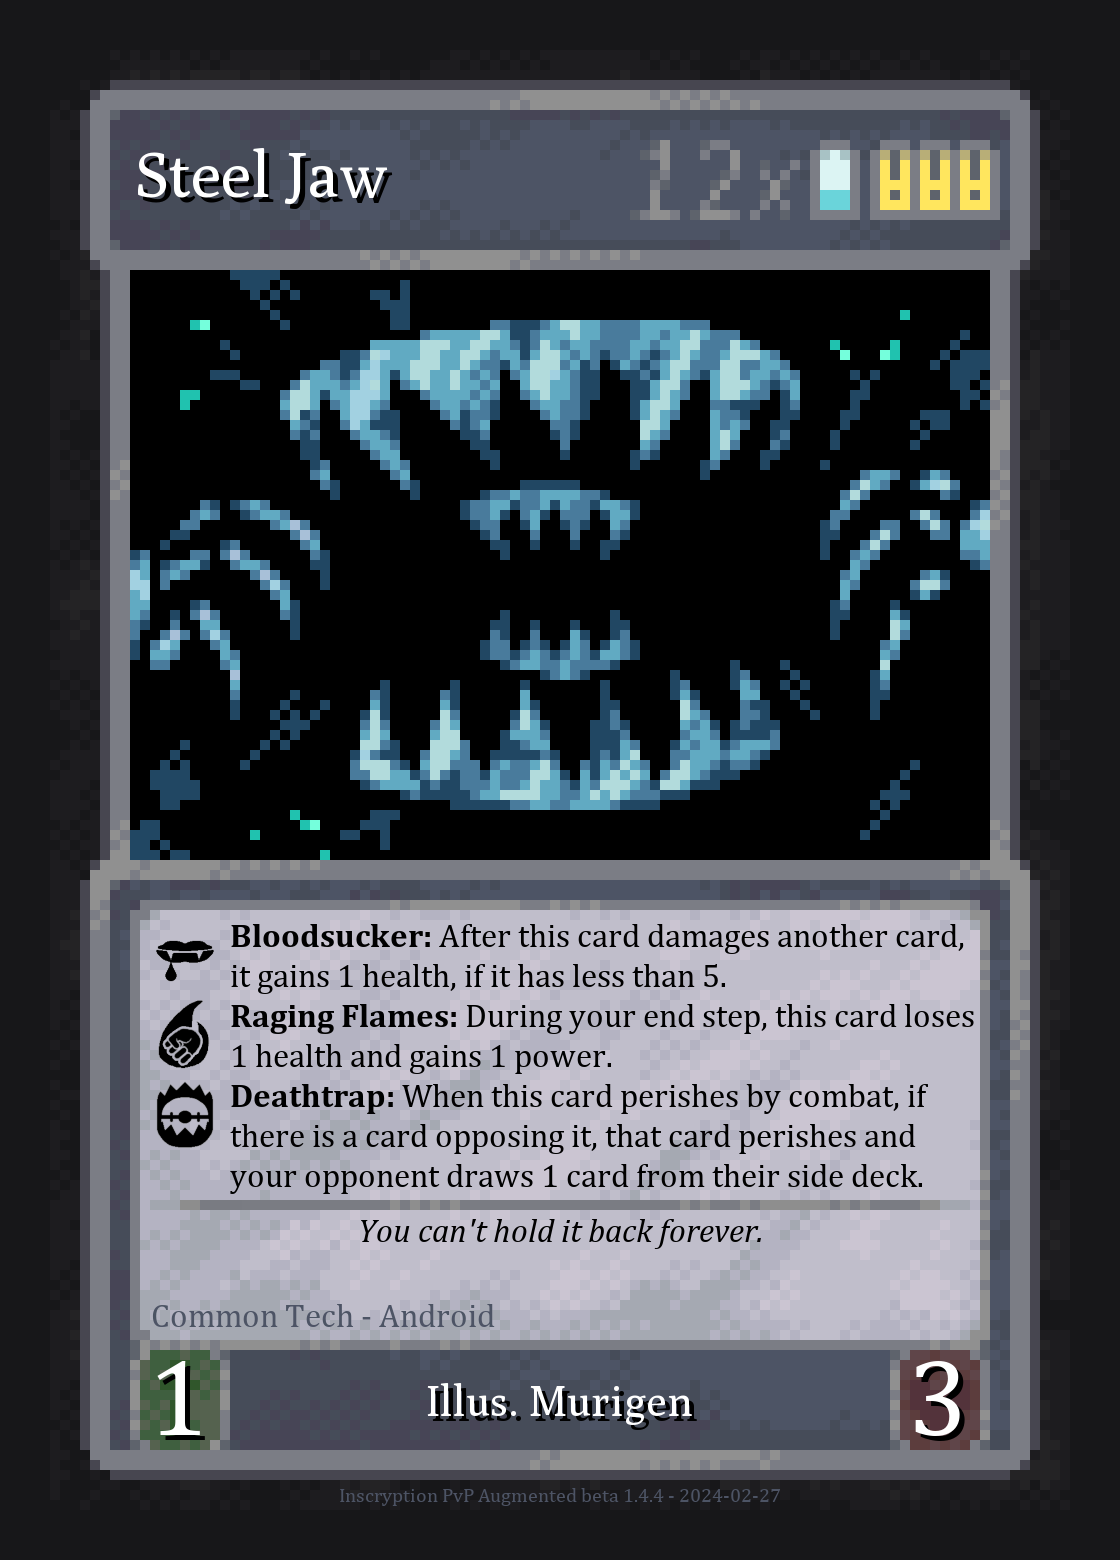 Steel Jaw 12x
Bloodsucker: After this card damages another card,
it gains 1 health, if it has less than 5.
Raging Flames: During your end step, this card loses
1 health and gains 1 power.
Deathtrap: When this card perishes by combat, if
there is a card opposing it, that card perishes and
your opponent draws 1 card from their side deck.
You can't hold it back forever.
Common Tech - Android
1 Illus. Murigen 3
Inscryption PvP Augmented beta 1.4.4 - 2024-02-27